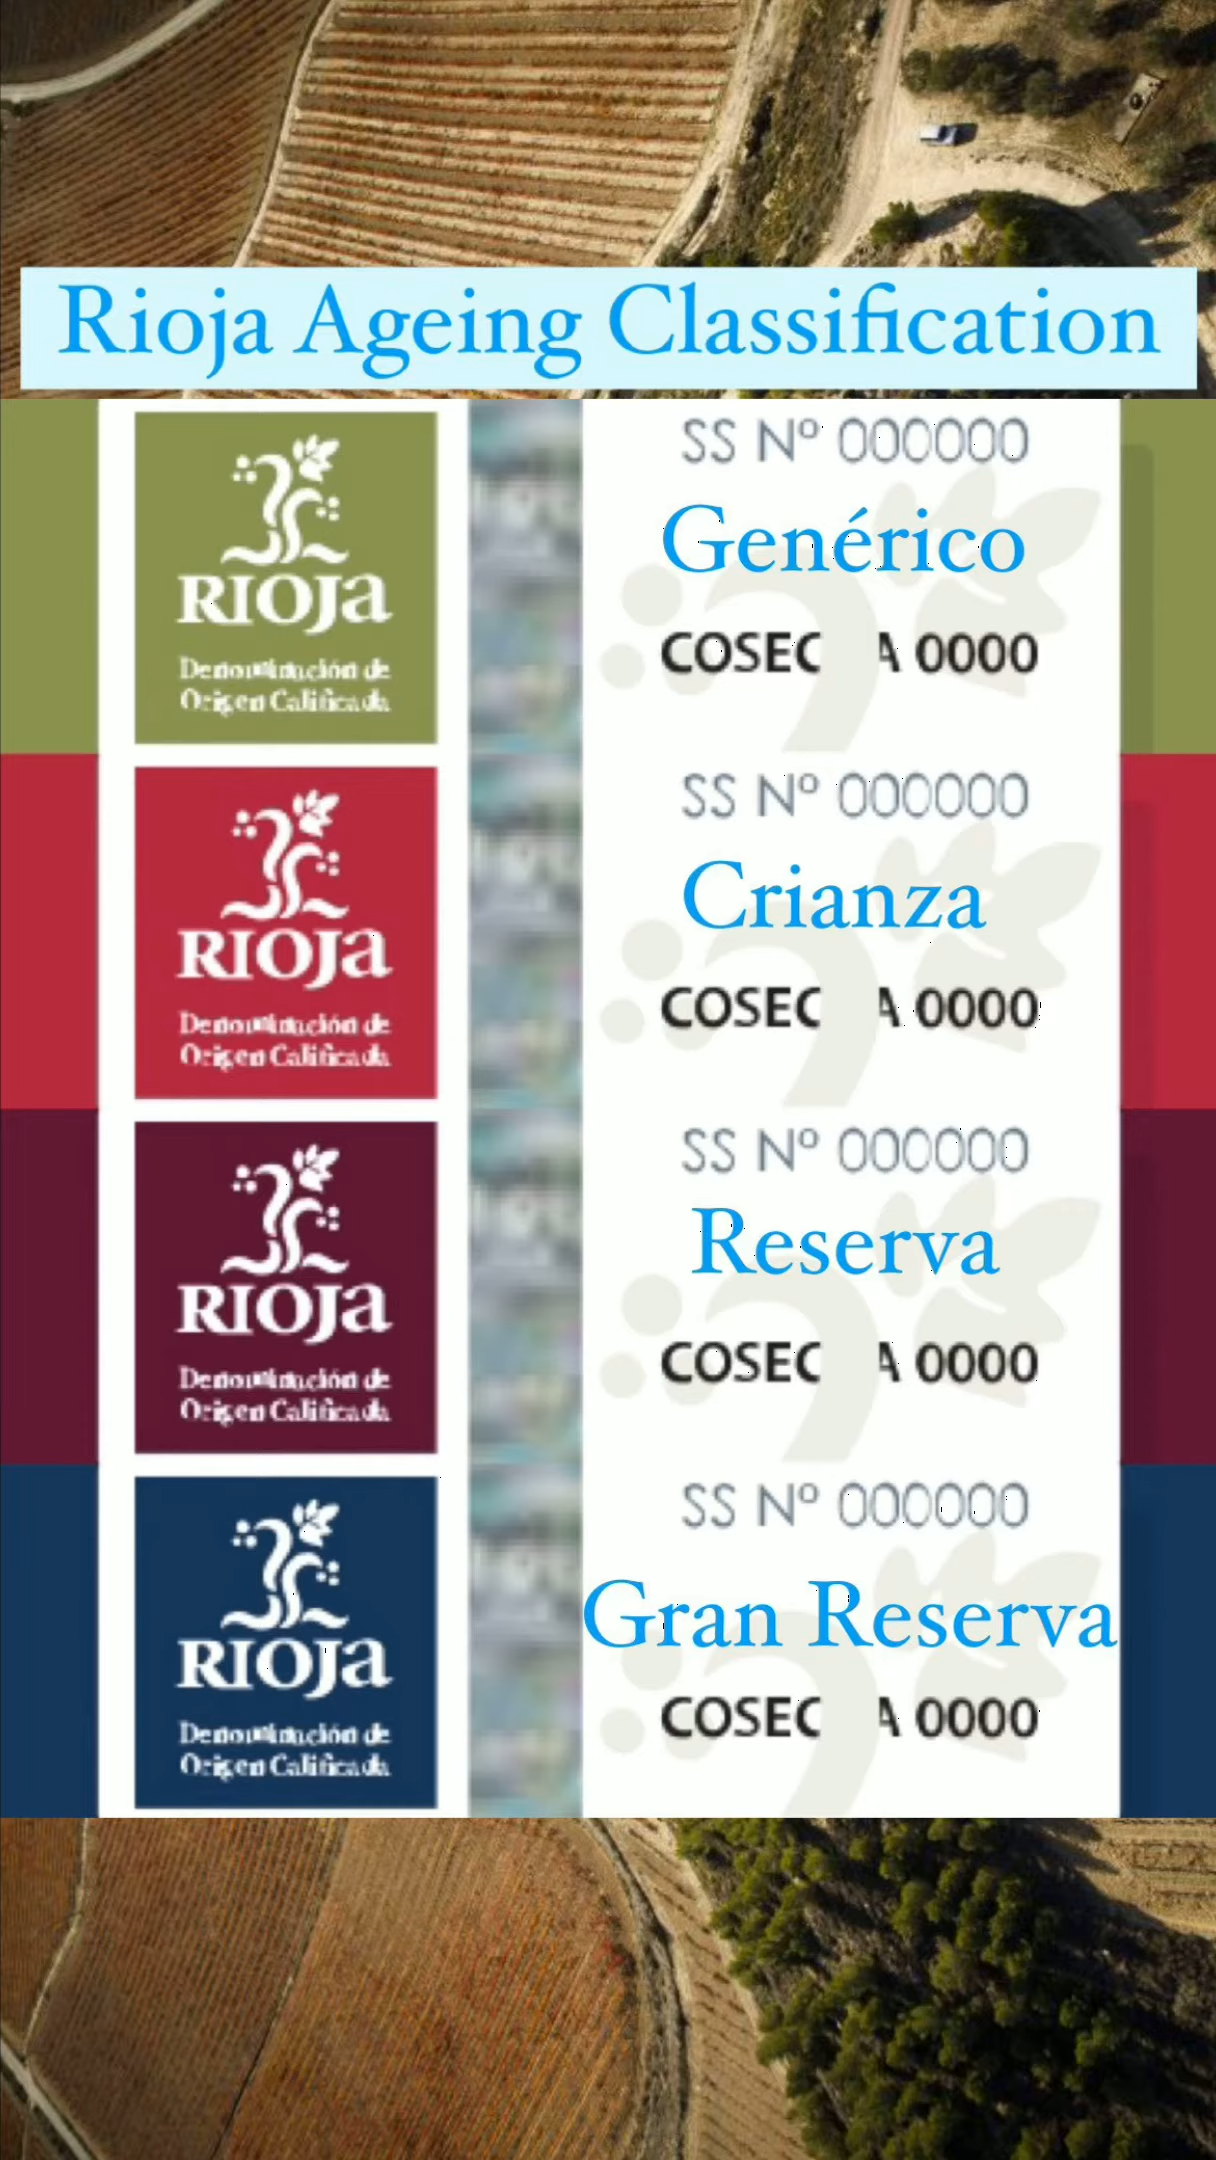 Rioja Ageing Classification
RIOJA
Denominación de
Origen Calificada
SS Nº 000000
Genérico
COSEC A 0000
RIOJA
Denominación de
Origen Calificada
SS Nº 000000
Crianza
COSEC A 0000
RIOJA
Denominación de
Origen Calificada
SS Nº 000000
Reserva
COSEC A 0000
RIOJA
Denominación de
Origen Calificada
SS Nº 000000
Gran Reserva
COSEC A 0000